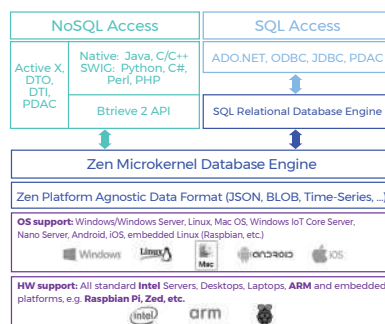 NoSQL Access
SQL Access
Active X,
DTO,
DTI,
PDAC
Native: Java, C/C++
SWIG: Python, C#,
Perl, PHP
Btrieve 2 API
ADO.NET, ODBC, JDBC, PDAC
SQL Relational Database Engine
Zen Microkernel Database Engine
Zen Platform Agnostic Data Format (JSON, BLOB, Time-Series, ...)
OS support: Windows/Windows Server, Linux, Mac OS, Windows IoT Core Server,
Nano Server, Android, iOS, embedded Linux (Raspbian, etc.)
Windows
Linux
Mac
ANDROID
iOS
HW support: All standard Intel Servers, Desktops, Laptops, ARM and embedded
platforms, e.g. Raspbian Pi, Zed, etc.
intel
arm